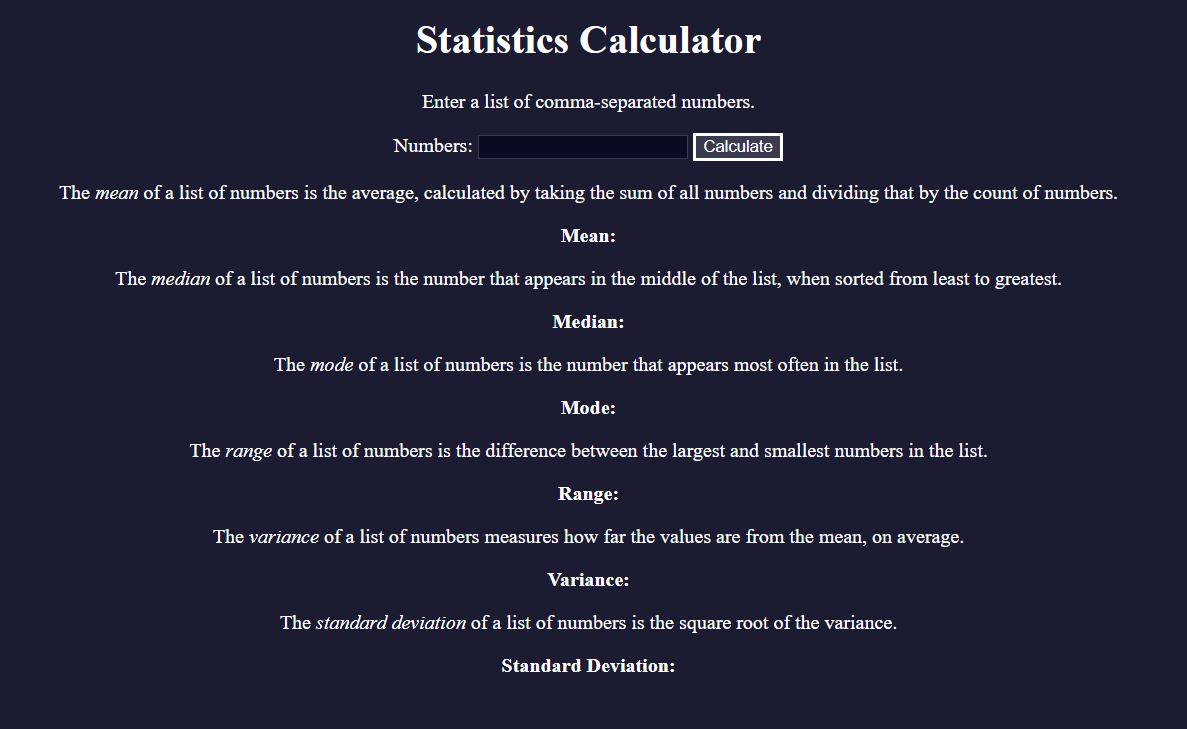 Statistics Calculator
Enter a list of comma-separated numbers.
Numbers: Calculate
The mean of a list of numbers is the average, calculated by taking the sum of all numbers and dividing that by the count of numbers.
Mean:
The median of a list of numbers is the number that appears in the middle of the list, when sorted from least to greatest.
Median:
The mode of a list of numbers is the number that appears most often in the list.
Mode:
The range of a list of numbers is the difference between the largest and smallest numbers in the list.
Range:
The variance of a list of numbers measures how far the values are from the mean, on average.
Variance:
The standard deviation of a list of numbers is the square root of the variance.
Standard Deviation: